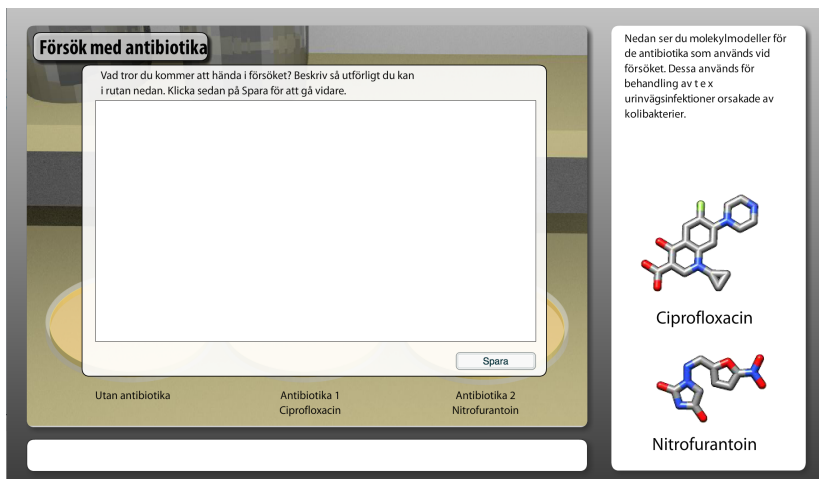 Försök med antibiotika
Vad tror du kommer att hända i försöket? Beskriv så utförligt du kan
i rutan nedan. Klicka sedan på Spara för att gå vidare.
Spara
Utan antibiotika
Antibiotika 1
Ciprofloxacin
Antibiotika 2
Nitrofurantoin
Nedan ser du molekylmodeller för
de antibiotika som används vid
försöket. Dessa används för
behandling av t e x
urinvägsinfektioner orsakade av
kolibakterier.
Ciprofloxacin
Nitrofurantoin